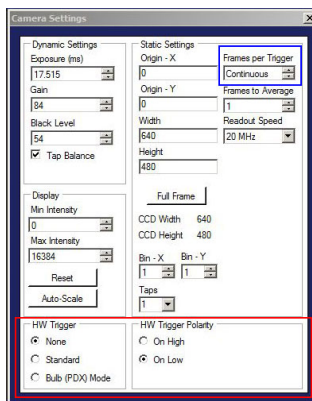 Camera Settings X
Dynamic Settings
Exposure (ms)
17.515
Gain
84
Black Level
54
Tap Balance
Display
Min Intensity
0
Max Intensity
16384
Reset
Auto-Scale
Static Settings
Origin - X
0
Origin - Y
0
Width
640
Height
480
Frames per Trigger
Continuous
Frames to Average
1
Readout Speed
20 MHz
Full Frame
CCD Width 640
CCD Height 480
Bin - X Bin - Y
1 1
Taps
1
HW Trigger
None
Standard
Bulb (PDX) Mode
HW Trigger Polarity
On High
On Low